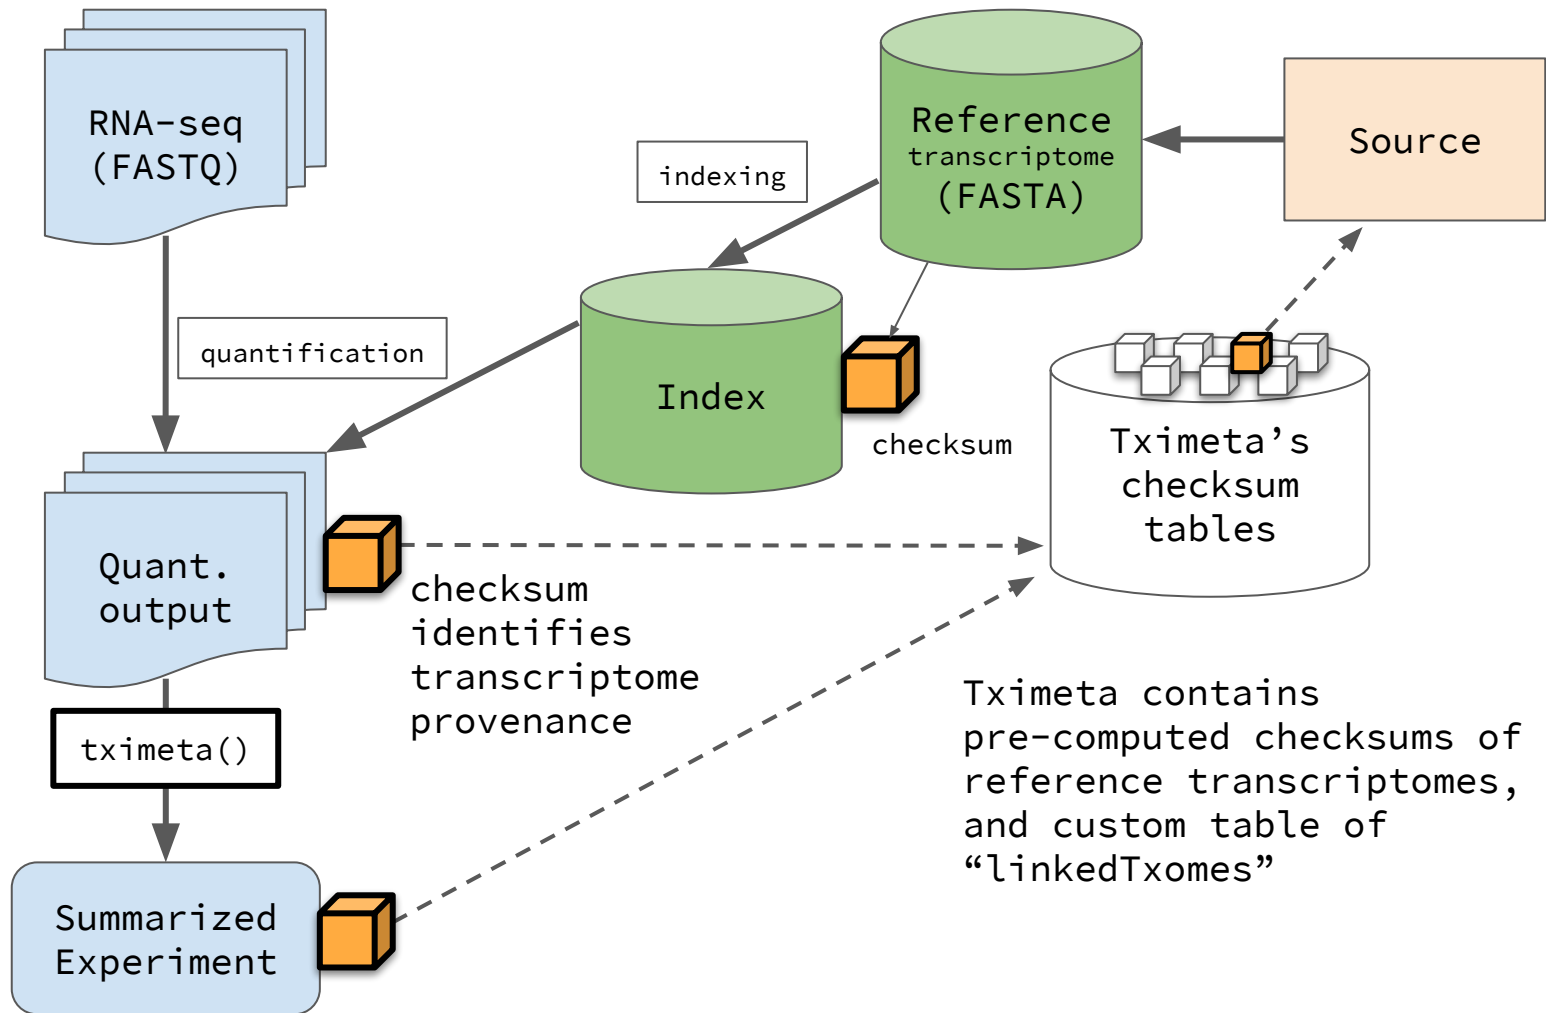 RNA-seq
(FASTQ)
Reference
transcriptome
(FASTA)
Source
indexing
quantification
Index
checksum
Tximeta’s
checksum
tables
Quant.
output
checksum
identifies
transcriptome
provenance
Tximeta contains
pre-computed checksums of
reference transcriptomes,
and custom table of
“linkedTxomes”
tximeta()
Summarized
Experiment